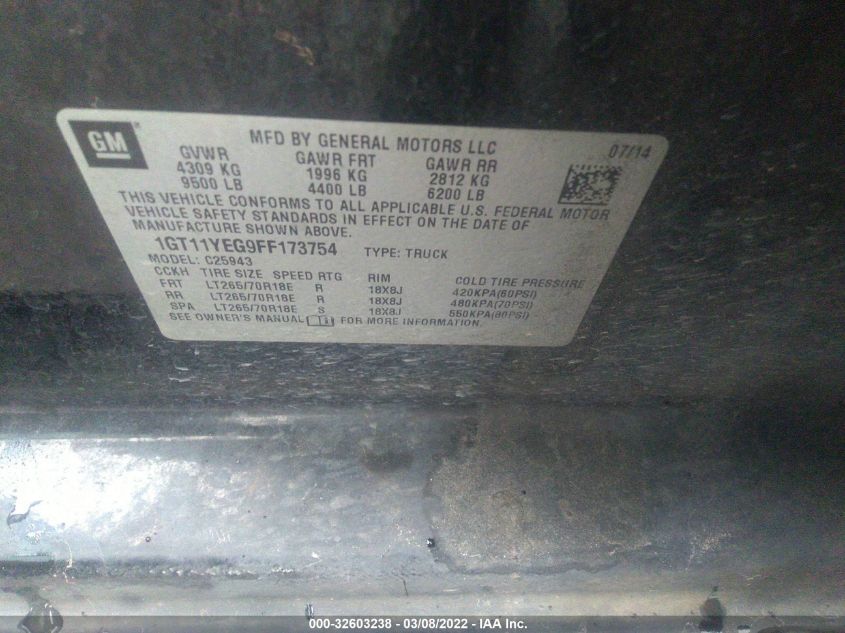 GM
MFD BY GENERAL MOTORS LLC
07/14
GVWR GAWR FRT GAWR RR
4309 KG 1996 KG 2812 KG
9500 LB 4400 LB 6200 LB
THIS VEHICLE CONFORMS TO ALL APPLICABLE U.S. FEDERAL MOTOR
VEHICLE SAFETY STANDARDS IN EFFECT ON THE DATE OF
MANUFACTURE SHOWN ABOVE.
1GT11YEG9FF173754 TYPE: TRUCK
MODEL: C25943
CCKH TIRE SIZE SPEED RTG RIM COLD TIRE PRESSURE
FRT LT265/70R18E R 18X8J 420KPA(60PSI)
RR LT265/70R18E R 18X8J 480KPA(70PSI)
SPA LT265/70R18E S 18X8J 550KPA(80PSI)
SEE OWNER'S MANUAL FOR MORE INFORMATION.
000-32603238 - 03/08/2022 - IAA Inc.